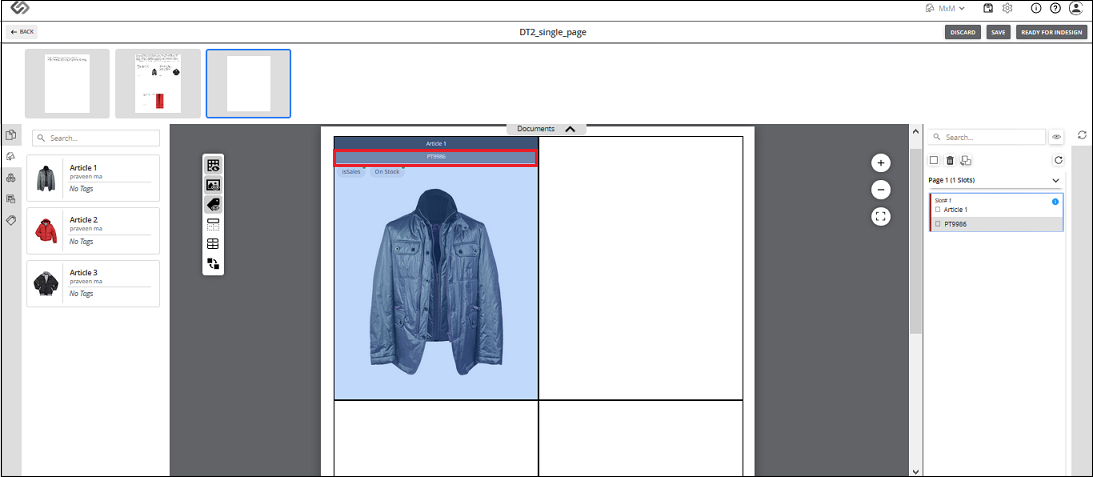 MxM
BACK
DT2_single_page
DISCARD
SAVE
READY FOR INDESIGN
Documents
Search...
Article 1
praveen ma
No Tags
Article 2
praveen ma
No Tags
Article 3
praveen ma
No Tags
Article 1
PT9986
isSales
On Stock
Search...
Page 1 (1 Slots)
Slot# 1
Article 1
PT9986